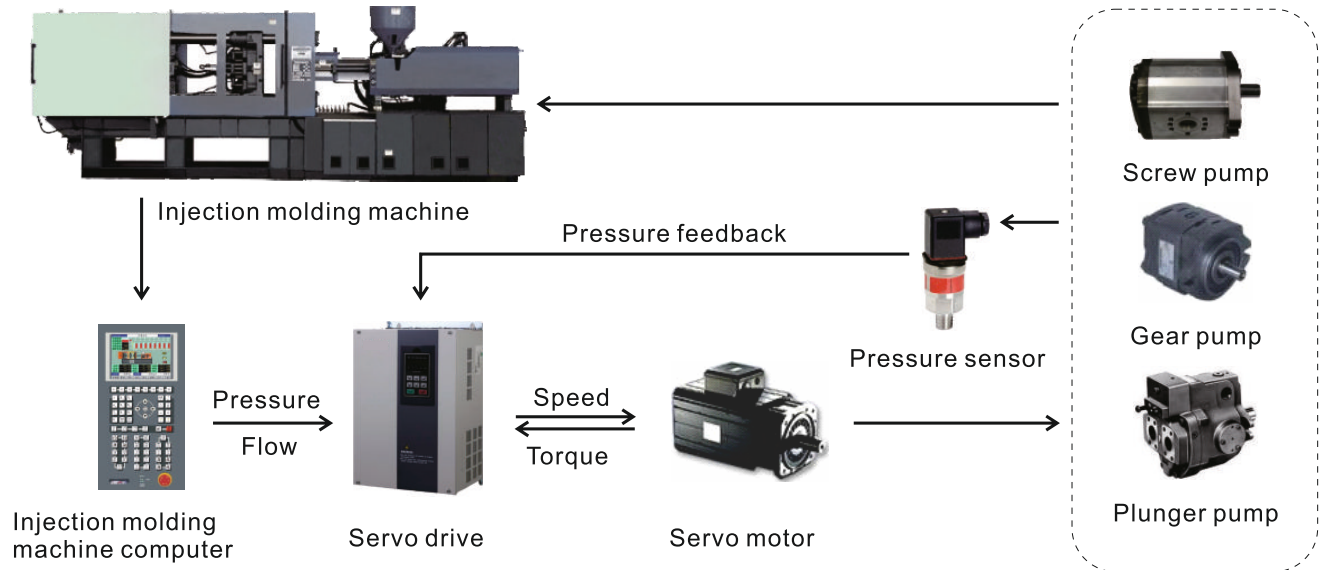 Screw pump
Injection molding machine
Pressure feedback
Gear pump
Pressure sensor
Pressure
Flow
Speed
Torque
Plunger pump
Injection molding
machine computer
Servo drive
Servo motor